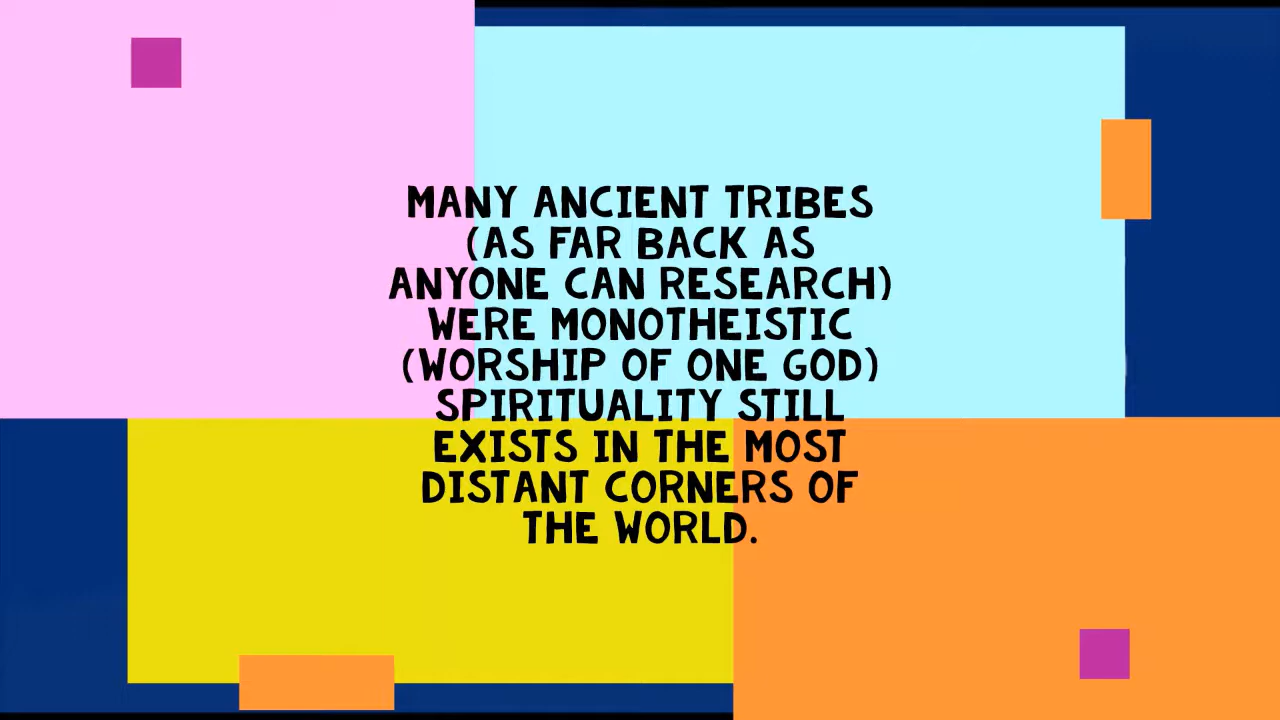 MANY ANCIENT TRIBES
(AS FAR BACK AS
ANYONE CAN RESEARCH)
WERE MONOTHEISTIC
(WORSHIP OF ONE GOD)
SPIRITUALITY STILL
EXISTS IN THE MOST
DISTANT CORNERS OF
THE WORLD.